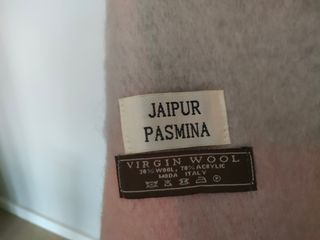 JAIPUR
PASMINA
VIRGIN WOOL
30% WOOL, 70% ACRYLIC
MODA ITALY